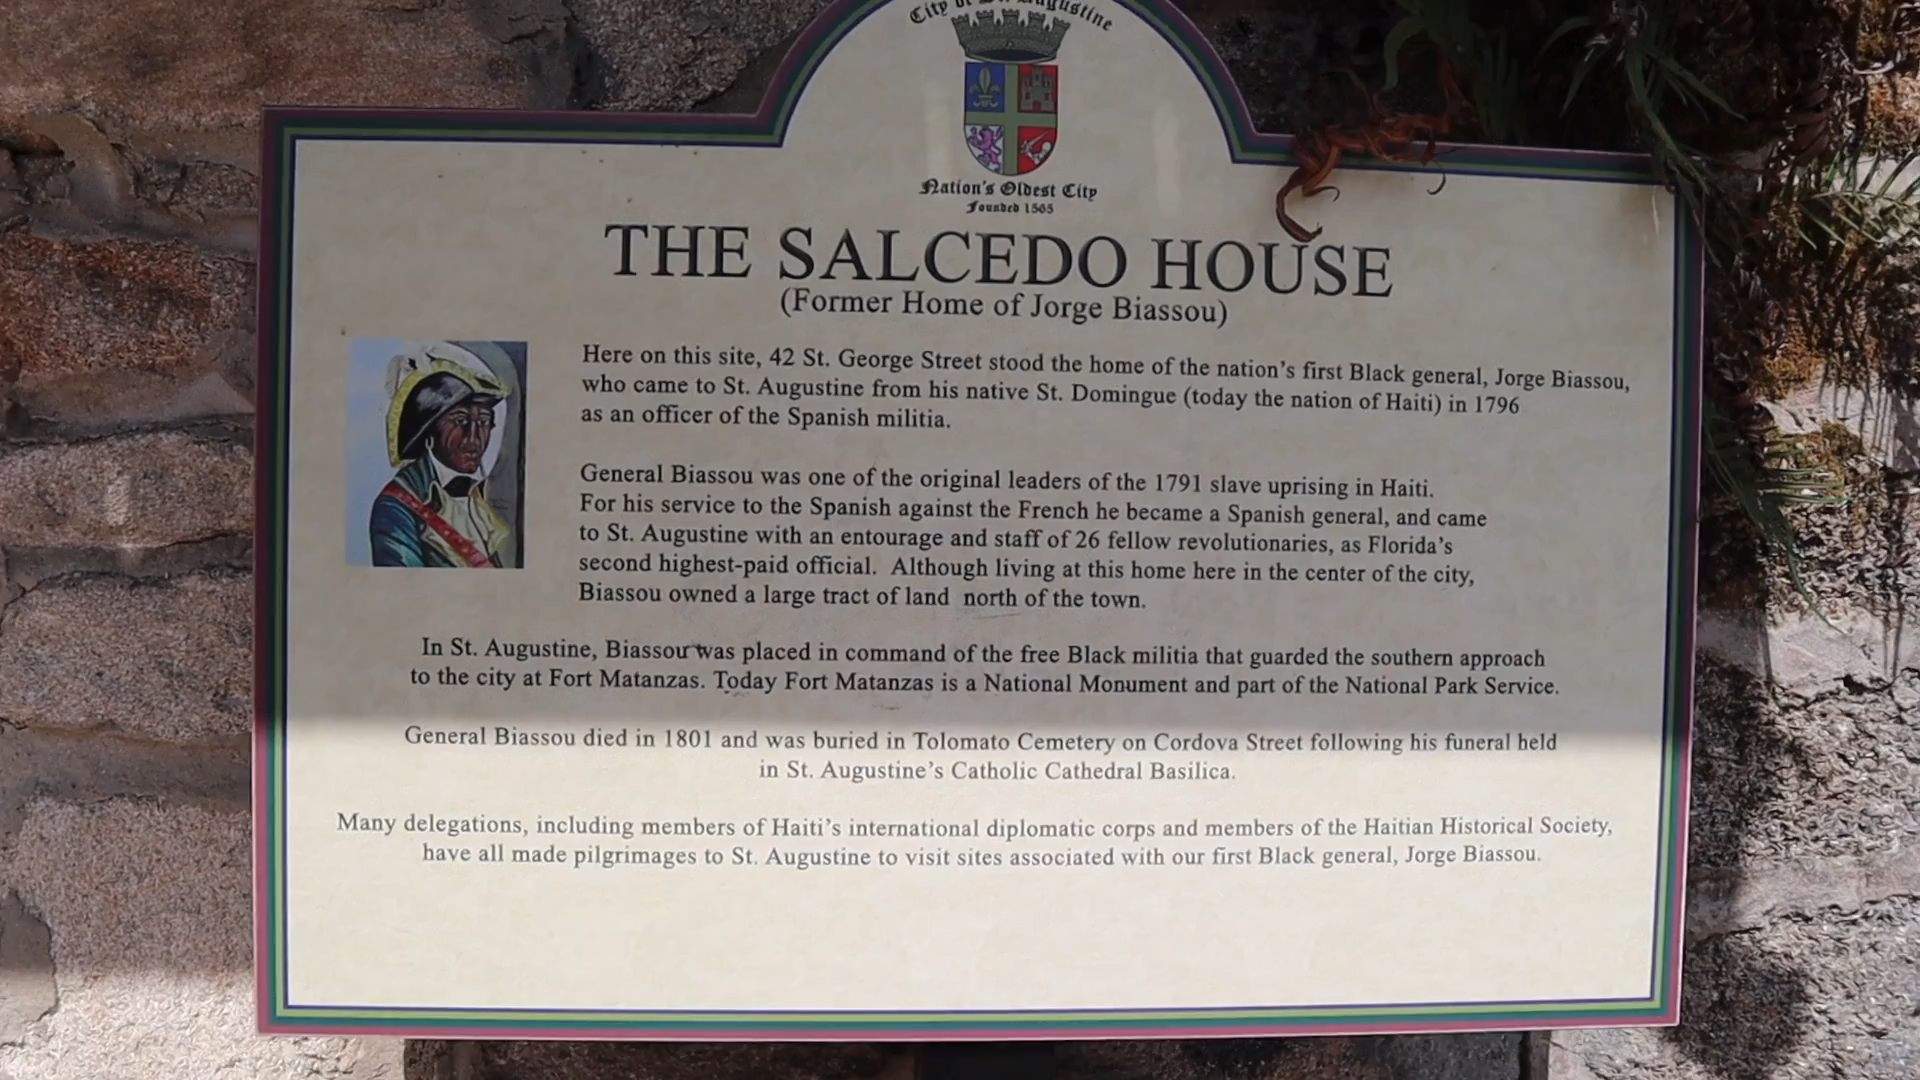 City of St. Augustine
Nation's Oldest City
Founded 1565
THE SALCEDO HOUSE
(Former Home of Jorge Biassou)
Here on this site, 42 St. George Street stood the home of the nation's first Black general, Jorge Biassou,
who came to St. Augustine from his native St. Domingue (today the nation of Haiti) in 1796
as an officer of the Spanish militia.
General Biassou was one of the original leaders of the 1791 slave uprising in Haiti.
For his service to the Spanish against the French he became a Spanish general, and came
to St. Augustine with an entourage and staff of 26 fellow revolutionaries, as Florida's
second highest-paid official. Although living at this home here in the center of the city,
Biassou owned a large tract of land north of the town.
In St. Augustine, Biassou was placed in command of the free Black militia that guarded the southern approach
to the city at Fort Matanzas. Today Fort Matanzas is a National Monument and part of the National Park Service.
General Biassou died in 1801 and was buried in Tolomato Cemetery on Cordova Street following his funeral held
in St. Augustine's Catholic Cathedral Basilica.
Many delegations, including members of Haiti's international diplomatic corps and members of the Haitian Historical Society,
have all made pilgrimages to St. Augustine to visit sites associated with our first Black general, Jorge Biassou.